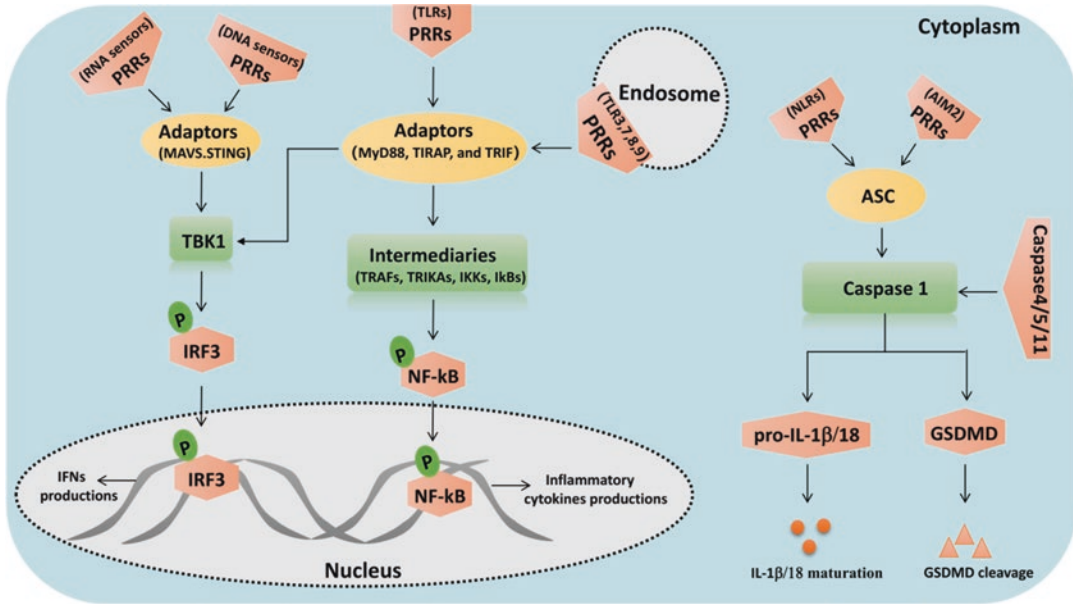 Cytoplasm
(RNA sensors)
PRRs
(DNA sensors)
PRRs
(TLRs)
PRRs
Endosome
(TLR3,7,8,9)
PRRs
(NLRs)
PRRs
(AIM2)
PRRs
Adaptors
(MAVS.STING)
Adaptors
(MyD88, TIRAP, and TRIF)
ASC
TBK1
Intermediaries
(TRAFs, TRIKAs, IKKs, IkBs)
Caspase 1
Caspase4/5/11
P
IRF3
P
NF-kB
pro-IL-1β/18
GSDMD
P
IRF3
P
NF-kB
IFNs
productions
Inflammatory
cytokines productions
Nucleus
IL-1β/18 maturation
GSDMD cleavage